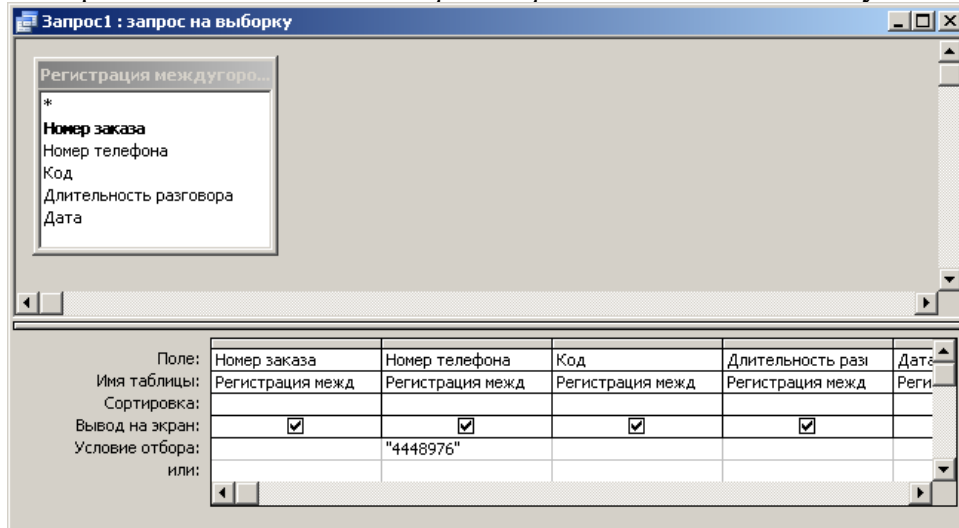 Запрос1 : запрос на выборку
Регистрация междугоро...
*
Номер заказа
Номер телефона
Код
Длительность разговора
Дата
Поле: Номер заказа Номер телефона Код Длительность разг Дата
Имя таблицы: Регистрация межд Регистрация межд Регистрация межд Регистрация межд Реги
Сортировка:
Вывод на экран:
Условие отбора: "4448976"
или: